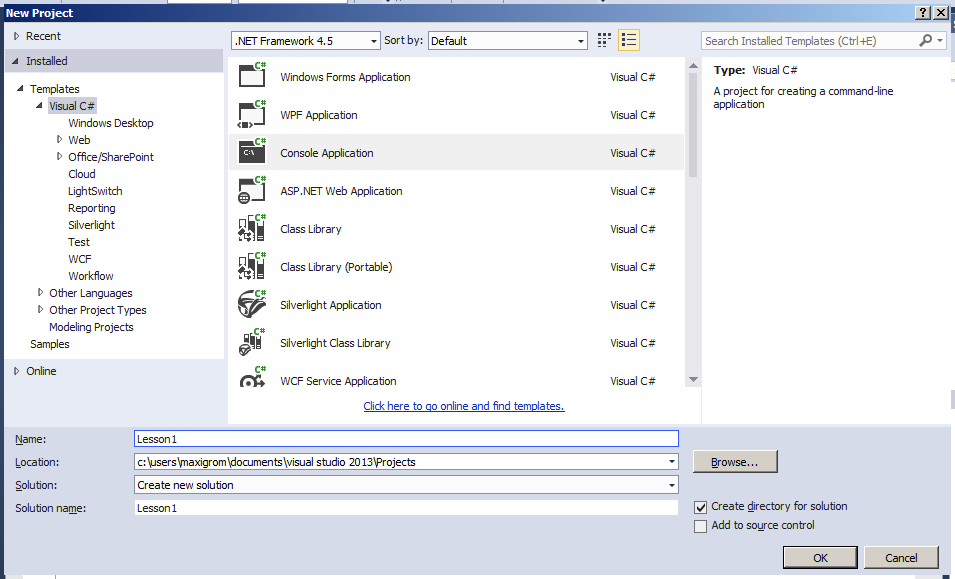 New Project
Recent
Installed
Templates
Visual C#
Windows Desktop
Web
Office/SharePoint
Cloud
LightSwitch
Reporting
Silverlight
Test
WCF
Workflow
Other Languages
Other Project Types
Modeling Projects
Samples
Online
.NET Framework 4.5 Sort by: Default
C# Windows Forms Application Visual C#
C# WPF Application Visual C#
C# C:\ Console Application Visual C#
C# ASP.NET Web Application Visual C#
C# Class Library Visual C#
C# Class Library (Portable) Visual C#
C# Silverlight Application Visual C#
C# Silverlight Class Library Visual C#
C# WCF Service Application Visual C#
Click here to go online and find templates.
Search Installed Templates (Ctrl+E)
Type: Visual C#
A project for creating a command-line
application
Name: Lesson1
Location: c:\users\maxigrom\documents\visual studio 2013\Projects Browse...
Solution: Create new solution
Solution name: Lesson1
Create directory for solution
Add to source control
OK Cancel